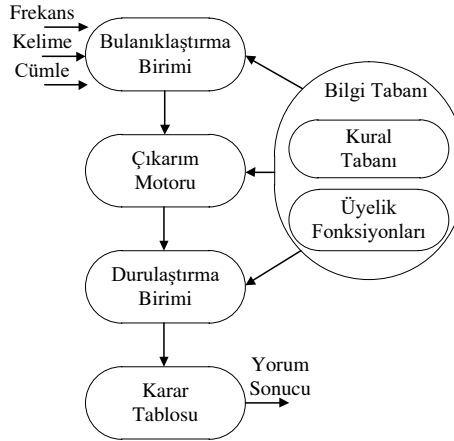 Frekans
Kelime
Cümle
Bulanıklaştırma
Birimi
Bilgi Tabanı
Kural
Tabanı
Çıkarım
Motoru
Üyelik
Fonksiyonları
Durulaştırma
Birimi
Karar
Tablosu
Yorum
Sonucu